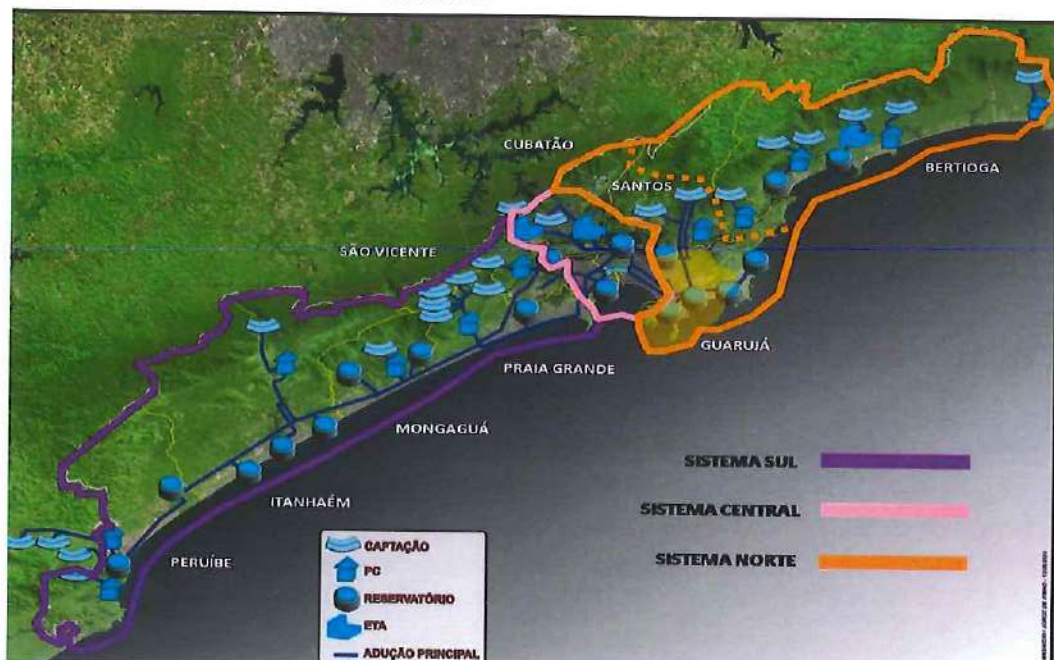 CUBATÃO
SANTOS
BERTIOGA
SÃO VICENTE
GUARUJÁ
PRAIA GRANDE
MONGAGUÁ
ITANHAÉM
PERUÍBE
SISTEMA SUL
SISTEMA CENTRAL
SISTEMA NORTE
CAPTAÇÃO
PC
RESERVATÓRIO
ETA
ADUÇÃO PRINCIPAL